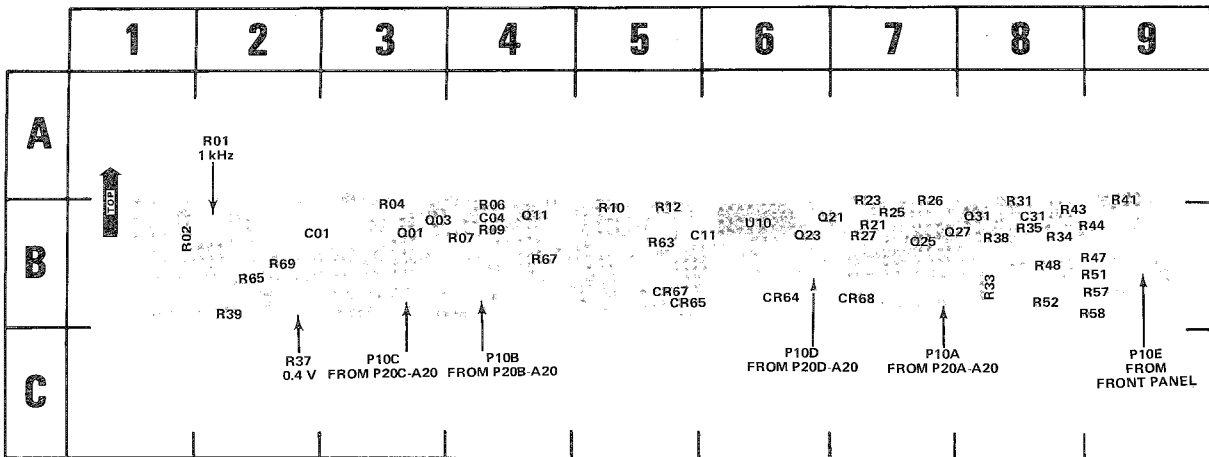 1 2 3 4 5 6 7 8 9
A
R01
1 kHz
TOP
R04 R06 R10 R12 R23 R26 R31 R41
C04 Q11 R25 R43
Q03 U10 Q21 Q31 C31
R02 C01 Q01 R07 R09 R63 C11 Q23 R21 R27 Q25 Q27 R38 R35 R34 R44
B
R69 R67 R48 R47
R65 R51
CR67 CR65 CR64 CR68 R33 R52 R57
R39 R58
R37 P10C P10B P10D P10A P10E
0.4 V FROM P20C-A20 FROM P20B-A20 FROM P20D-A20 FROM P20A-A20 FROM
FRONT PANEL
C